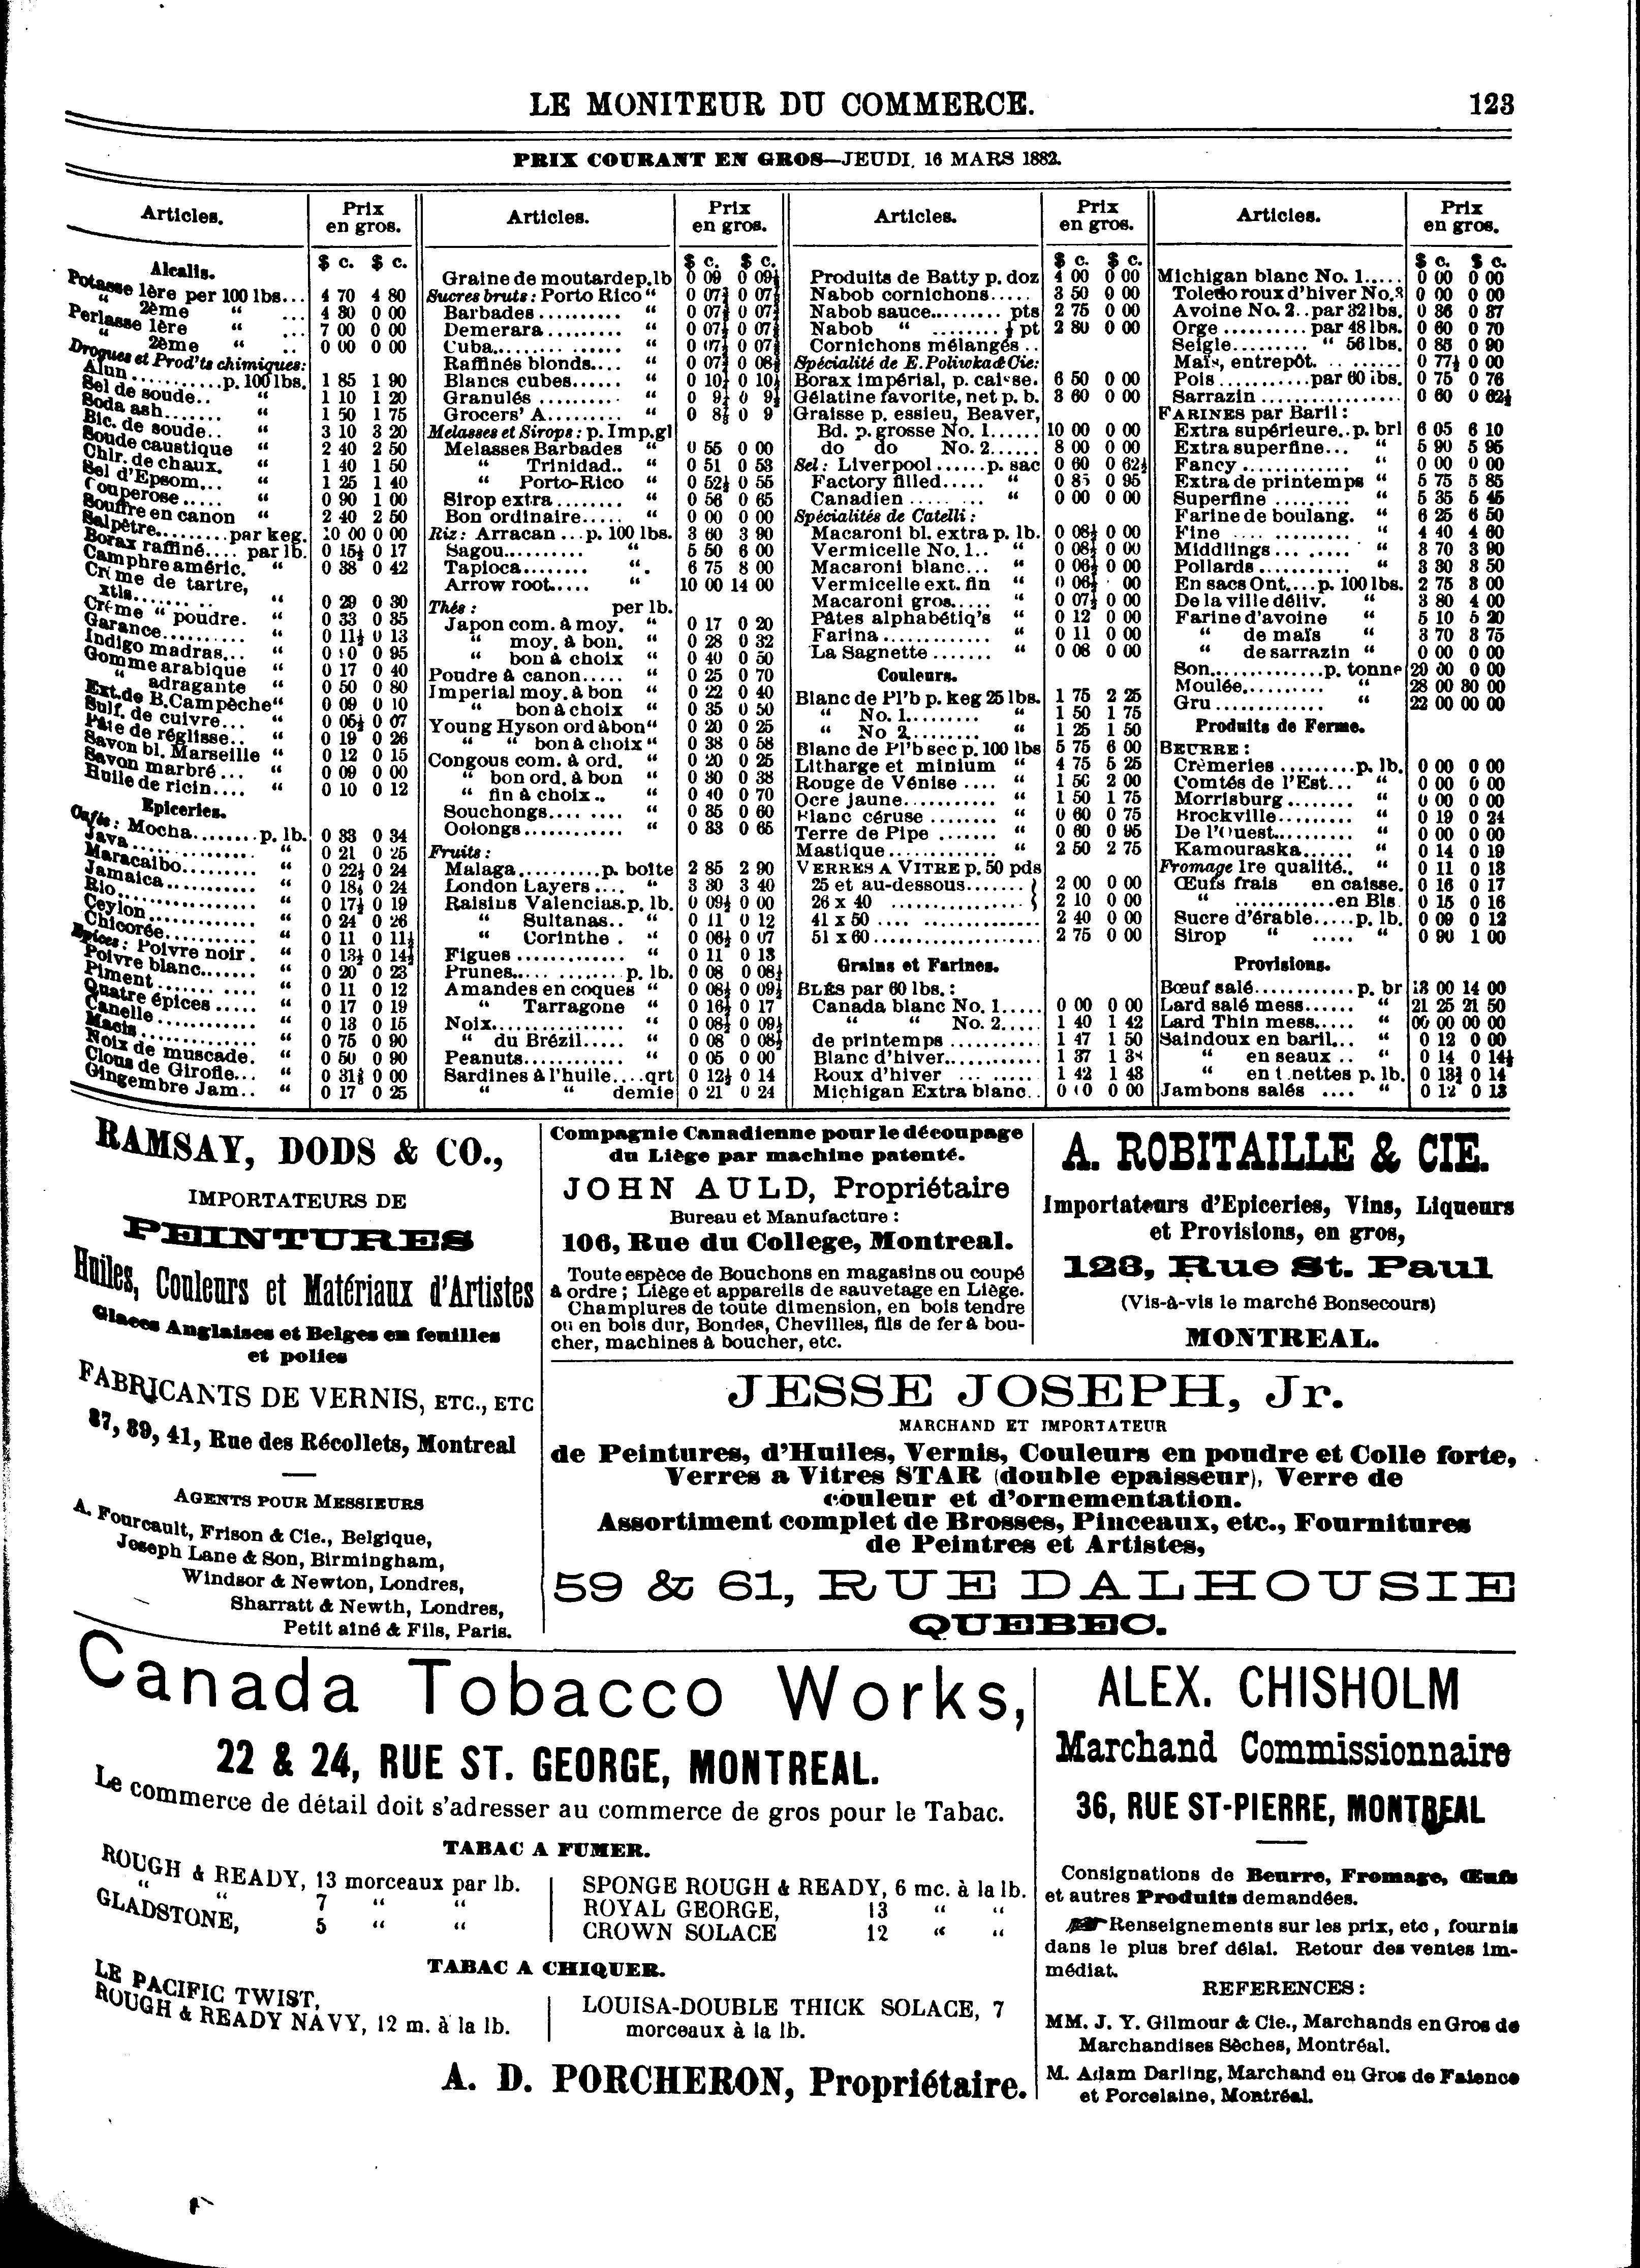 LE MONITEUR DU COMMERCE. 123
PRIX COURANT EN GROS—JEUDI, 16 MARS 1882.
Articles. Prix en gros.
$ c. $ c.
Alcalis.
Potasse 1ère per 100 lbs... 4 70 4 80
“ 2ème “ ... 4 30 0 00
Perlasse 1ère “ ... 7 00 0 00
“ 2ème “ .. 0 00 0 00
Drogues et Prod'ts chimiques:
Alun...........p. 100 lbs. 1 85 1 90
Sel de soude.. “ 1 10 1 20
Soda ash....... “ 1 50 1 75
Bic. de soude.. “ 3 10 3 20
Soude caustique “ 2 40 2 50
Chlr. de chaux. “ 1 40 1 50
Sel d'Epsom... “ 1 25 1 40
Couperose..... “ 0 90 1 00
Souffre en canon “ 2 40 2 50
Salpêtre.........par keg. 10 00 0 00
Borax raffiné.... par lb. 0 15½ 0 17
Camphre améric. “ 0 38 0 42
Crème de tartre,
xtls....... .. “ 0 29 0 30
Crème “ poudre. “ 0 33 0 35
Garance.......... “ 0 11½ 0 13
Indigo madras... “ 0 95
Gomme arabique “ 0 17 0 40
“ adragante “ 0 50 0 80
Ext. de B. Campêche “ 0 09 0 10
Sulf. de cuivre... “ 0 05½ 0 07
Pâte de réglisse.. “ 0 19 0 26
Savon bl. Marseille “ 0 12 0 15
Savon marbré... “ 0 09 0 00
Huile de ricin.... “ 0 10 0 12
Epiceries.
Cafés: Mocha........p. lb. 0 33 0 34
Java............... “ 0 21 0 25
Maracaibo......... “ 0 22½ 0 24
Jamaica........... “ 0 18½ 0 24
Rio................. “ 0 17½ 0 19
Ceylon............ “ 0 24 0 26
Chicorée.......... “ 0 11 0 11½
Epices: Poivre noir. “ 0 13½ 0 14½
Poivre blanc....... “ 0 20 0 23
Piment....... .... “ 0 11 0 12
Quatre épices..... “ 0 17 0 19
Canelle........... “ 0 13 0 15
Macis.............. “ 0 75 0 90
Noix de muscade. “ 0 50 0 90
Clous de Girofle... “ 0 00
Gingembre Jam.. “ 0 17 0 25
Articles. Prix en gros.
$ c. $ c.
Graine de moutarde p. lb 0 09 0 09½
Sucres bruts: Porto Rico “ 0 07 0 07
Barbades.......... “ 0 07 0 07
Demerara......... “ 0 07 0 07
Cuba............... “ 0 07 0 07
Raffinés blonds.... “ 0 07 0 08
Blancs cubes...... “ 0 10 0 10
Granulés.......... “ 0 9 0 9
Grocers' A......... “ 0 8 0 9
Melasses et Sirops: p. Imp. gl
Melasses Barbades “ 0 55 0 00
“ Trinidad.. “ 0 51 0 53
“ Porto-Rico “ 0 52½ 0 55
Sirop extra........ “ 0 56 0 65
Bon ordinaire..... “ 0 00 0 00
Riz: Arracan...p. 100 lbs. 3 60 3 90
Sagou.......... “ 5 50 6 00
Tapioca........ “. 6 75 8 00
Arrow root..... “ 10 00 14 00
Thés: per lb.
Japon com. à moy. “ 0 17 0 20
“ moy. à bon. “ 0 28 0 32
“ bon à choix “ 0 40 0 50
Poudre à canon..... “ 0 25 0 70
Imperial moy. à bon “ 0 22 0 40
“ bon à choix “ 0 35 0 50
Young Hyson ord à bon “ 0 20 0 25
“ “ bon à choix “ 0 38 0 58
Congous com. à ord. “ 0 20 0 25
“ bon ord. à bon “ 0 30 0 38
“ fin à choix.. “ 0 40 0 70
Souchongs.... .... “ 0 35 0 60
Oolongs............ “ 0 33 0 65
Fruits:
Malaga..........p. boîte 2 85 2 90
London Layers.... “ 3 30 3 40
Raisins Valencias.p. lb. 0 09½ 0 00
“ Sultanas.. “ 0 11 0 12
“ Corinthe . “ 0 06½ 0 07
Figues............ “ 0 11 0 13
Prunes... ........ p. lb. 0 08 0 08½
Amandes en coques “ 0 08½ 0 09½
“ Tarragone “ 0 16½ 0 17
Noix............... “ 0 08½ 0 09½
“ du Brézil..... “ 0 08 0 08½
Peanuts............ “ 0 05 0 00
Sardines à l'huile....qrt 0 12½ 0 14
“ “ demie 0 21 0 24
Articles. Prix en gros.
$ c. $ c.
Produits de Batty p. doz 4 00 0 00
Nabob cornichons..... 3 50 0 00
Nabob sauce.......... pts 2 75 0 00
Nabob “ ........ ½ pt 2 80 0 00
Cornichons mélangés..
Spécialité de E. Poliwka & Cie:
Borax impérial, p. caisse. 6 50 0 00
Gélatine favorite, net p. b. 3 60 0 00
Graisse p. essieu, Beaver,
Bd. p. grosse No. 1...... 10 00 0 00
do do No. 2...... 8 00 0 00
Sel: Liverpool......p. sac 0 60 0 62½
Factory filled..... “ 0 85 0 95
Canadien......... “ 0 00 0 00
Spécialités de Catelli:
Macaroni bl. extra p. lb. 0 08½ 0 00
Vermicelle No. 1.. “ 0 08½ 0 00
Macaroni blanc... “ 0 06½ 0 00
Vermicelle ext. fin “ 0 06½ 00
Macaroni gros..... “ 0 07½ 0 00
Pâtes alphabétiq's “ 0 12 0 00
Farina............. “ 0 11 0 00
La Sagnette....... “ 0 08 0 00
Couleurs.
Blanc de Pl'b p. keg 25 lbs. 1 75 2 25
“ No. 1......... “ 1 50 1 75
“ No 2......... “ 1 25 1 50
Blanc de Pl'b sec p. 100 lbs 5 75 6 00
Litharge et minium “ 4 75 5 25
Rouge de Vénise.... “ 1 50 2 00
Ocre jaune........... “ 1 50 1 75
Blanc céruse........ “ 0 60 0 75
Terre de Pipe....... “ 0 60 0 95
Mastique............. “ 2 50 2 75
VERRES A VITRE p. 50 pds
25 et au-dessous....... 2 00 0 00
26 x 40 ............... 2 10 0 00
41 x 50 .... ............. 2 40 0 00
51 x 60................... 2 75 0 00
Grains et Farines.
BLÉS par 60 lbs.:
Canada blanc No. 1..... 0 00 0 00
“ “ No. 2..... 1 40 1 42
de printemps........... 1 47 1 50
Blanc d'hiver........... 1 37
Roux d'hiver ... ...... 1 42 1 43
Michigan Extra blanc.. 0 00
Articles. Prix en gros.
$ c. $ c.
Michigan blanc No. 1..... 0 00 0 00
Toledo roux d'hiver No. 3 0 00 0 00
Avoine No. 2..par 32 lbs. 0 36 0 37
Orge..........par 48 lbs. 0 60 0 70
Seigle......... “ 56 lbs. 0 85 0 90
Maïs, entrepôt.......... 0 77½ 0 00
Pois..........par 60 lbs. 0 75 0 76
Sarrazin................. 0 60 0 62½
FARINES par Baril:
Extra supérieure..p. brl 6 05 6 10
Extra superfine... “ 5 90 5 95
Fancy............ “ 0 00 0 00
Extra de printemps “ 5 75 5 85
Superfine......... “ 5 35 5 45
Farine de boulang. “ 6 25 6 50
Fine.... ......... “ 4 40 4 60
Middlings... ..... “ 3 70 3 90
Pollards.......... “ 3 30 3 50
En sacs Ont....p. 100 lbs. 2 75 3 00
De la ville déliv. “ 3 80 4 00
Farine d'avoine “ 5 10 5 20
“ de maïs “ 3 70 3 75
“ de sarrazin “ 0 00 0 00
Son..............p. tonne 20 00 0 00
Moulée.......... “ 28 00 30 00
Gru............. “ 22 00 00 00
Produits de Ferme.
BEURRE:
Crèmeries.........p. lb. 0 00 0 00
Comtés de l'Est... “ 0 00 0 00
Morrisburg........ “ 0 00 0 00
Brockville......... “ 0 19 0 24
De l'Ouest.......... “ 0 00 0 00
Kamouraska...... “ 0 14 0 19
Fromage 1re qualité.. “ 0 11 0 13
Œufs frais en caisse. 0 16 0 17
“ ...........en Bls 0 15 0 16
Sucre d'érable.....p. lb. 0 09 0 12
Sirop “ ..... “ 0 90 1 00
Provisions.
Bœuf salé............p. br 13 00 14 00
Lard salé mess...... “ 21 25 21 50
Lard Thin mess..... “ 00 00 00 00
Saindoux en baril... “ 0 12 0 00
“ en seaux .. “ 0 14 0 14½
“ en tinettes p. lb. 0 14
Jambons salés .... “ 0 12 0 13
RAMSAY, DODS & CO.,
IMPORTATEURS DE
PEINTURES
Huiles, Couleurs et Matériaux d'Artistes
Glaces Anglaises et Belges en feuilles
et polies
FABRICANTS DE VERNIS, ETC., ETC
37, 39, 41, Rue des Récollets, Montreal
AGENTS POUR MESSIEURS
A. Fourcault, Frison & Cie., Belgique,
Joseph Lane & Son, Birmingham,
Windsor & Newton, Londres,
Sharratt & Newth, Londres,
Petit ainé & Fils, Paris.
Compagnie Canadienne pour le découpage
du Liège par machine patenté.
JOHN AULD, Propriétaire
Bureau et Manufacture:
106, Rue du College, Montreal.
Toute espèce de Bouchons en magasins ou coupé
à ordre; Liège et appareils de sauvetage en Liège.
Champlures de toute dimension, en bois tendre
ou en bois dur, Bondes, Chevilles, fils de fer à bou-
cher, machines à boucher, etc.
A. ROBITAILLE & CIE.
Importateurs d'Epiceries, Vins, Liqueurs
et Provisions, en gros,
123, Rue St. Paul
(Vis-à-vis le marché Bonsecours)
MONTREAL.
JESSE JOSEPH, Jr.
MARCHAND ET IMPORTATEUR
de Peintures, d'Huiles, Vernis, Couleurs en poudre et Colle forte,
Verres a Vitres STAR (double epaisseur), Verre de
couleur et d'ornementation.
Assortiment complet de Brosses, Pinceaux, etc., Fournitures
de Peintres et Artistes,
59 & 61, RUE DALHOUSIE
QUEBEC.
Canada Tobacco Works,
22 & 24, RUE ST. GEORGE, MONTREAL.
Le commerce de détail doit s'adresser au commerce de gros pour le Tabac.
TABAC A FUMER.
ROUGH & READY, 13 morceaux par lb.
“ “ 7 “ “
GLADSTONE, 5 “ “
SPONGE ROUGH & READY, 6 mc. à la lb.
ROYAL GEORGE, 13 “ “
CROWN SOLACE 12 “ “
TABAC A CHIQUER.
LE PACIFIC TWIST,
ROUGH & READY NAVY, 12 m. à la lb.
LOUISA-DOUBLE THICK SOLACE, 7
morceaux à la lb.
A. D. PORCHERON, Propriétaire.
ALEX. CHISHOLM
Marchand Commissionnaire
36, RUE ST-PIERRE, MONTREAL
Consignations de Beurre, Fromage, Œufs
et autres Produits demandées.
Renseignements sur les prix, etc, fournis
dans le plus bref délai. Retour des ventes im-
médiat.
REFERENCES:
MM. J. Y. Gilmour & Cie., Marchands en Gros de
Marchandises Sèches, Montréal.
M. Adam Darling, Marchand en Gros de Faience
et Porcelaine, Montréal.